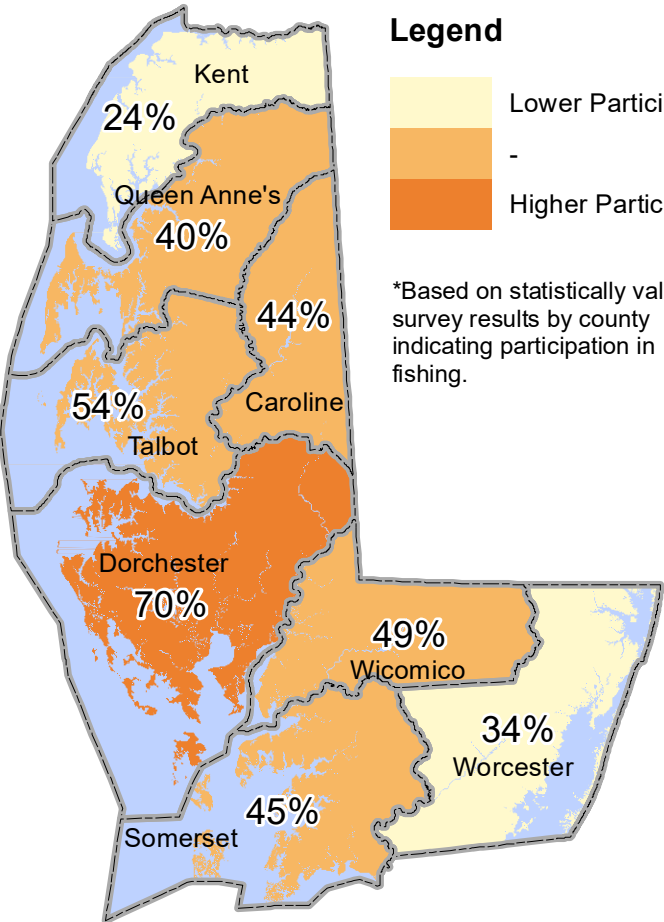 Legend
Kent
Lower Partici
24%
-
Queen Anne's
Higher Partic
40%
*Based on statistically val
survey results by county
indicating participation in
fishing.
44%
54%
Caroline
Talbot
Dorchester
70%
49%
Wicomico
34%
Worcester
45%
Somerset